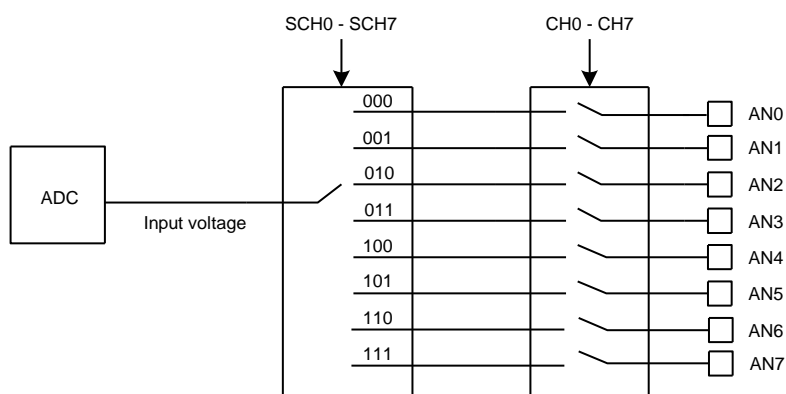 SCH0 - SCH7
CH0 - CH7
000
AN0
001
AN1
010
AN2
ADC
011
AN3
Input voltage
100
AN4
101
AN5
110
AN6
111
AN7